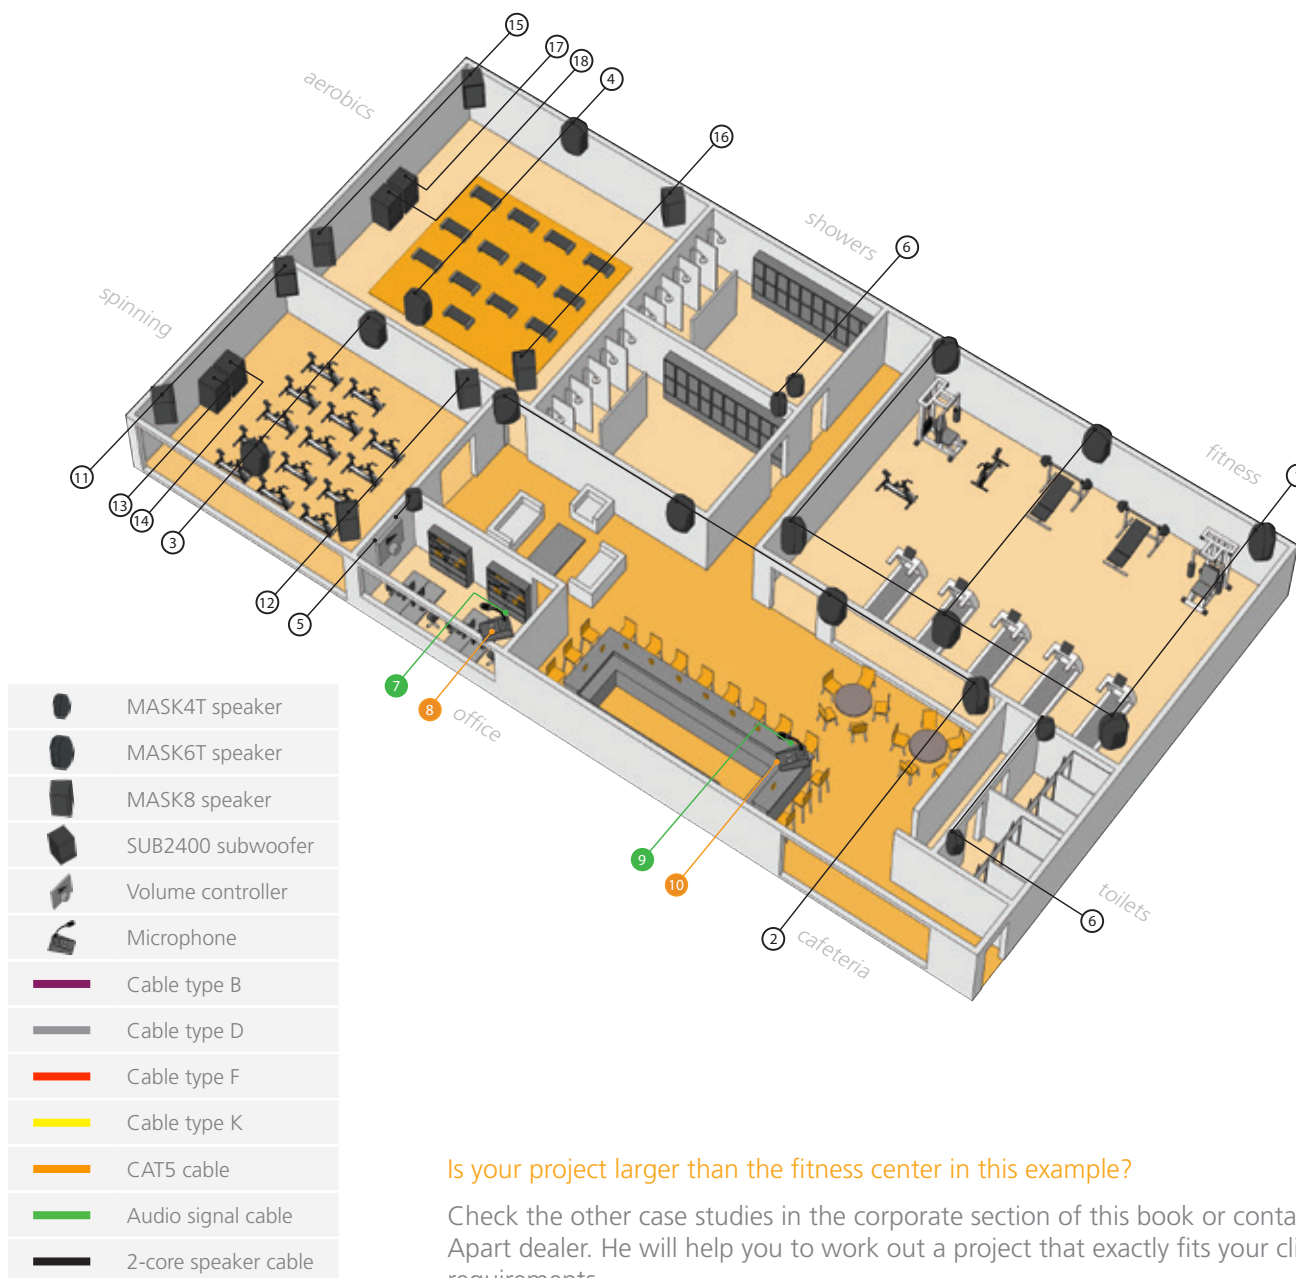 15
17
18
4
aerobics
16
showers
6
spinning
fitness
11
13
14
3
12
5
7
8
office
9
10
2
cafeteria
6
toilets
MASK4T speaker
MASK6T speaker
MASK8 speaker
SUB2400 subwoofer
Volume controller
Microphone
Cable type B
Cable type D
Cable type F
Cable type K
CAT5 cable
Audio signal cable
2-core speaker cable
Is your project larger than the fitness center in this example?
Check the other case studies in the corporate section of this book or conta
Apart dealer. He will help you to work out a project that exactly fits your cli
requirements